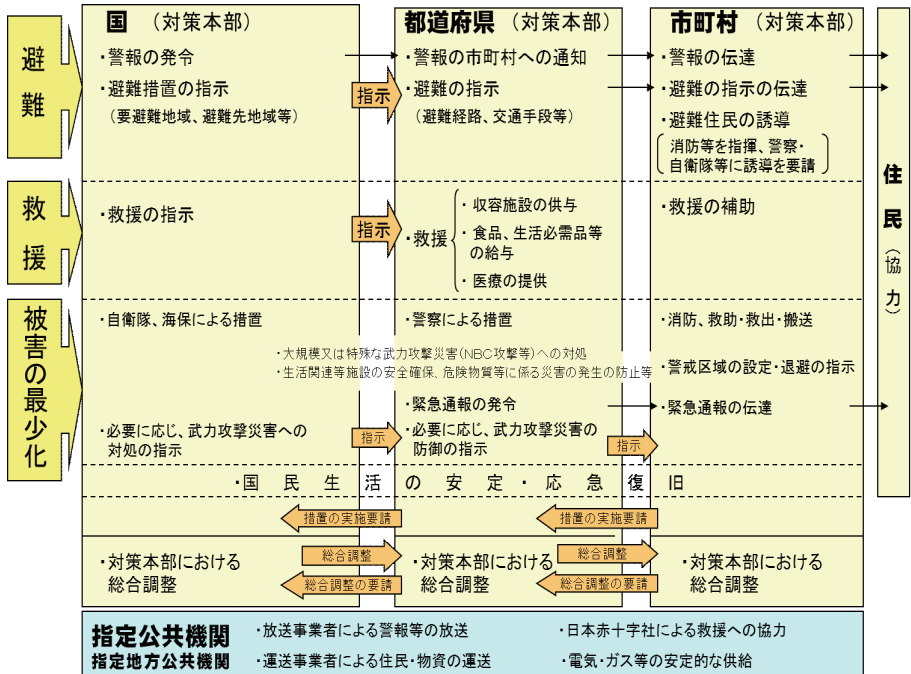 避難
国（対策本部）
・警報の発令
・避難措置の指示
（要避難地域、避難先地域等）
指示
都道府県（対策本部）
・警報の市町村への通知
・避難の指示
（避難経路、交通手段等）
市町村（対策本部）
・警報の伝達
・避難の指示の伝達
・避難住民の誘導
消防等を指揮、警察・
自衛隊等に誘導を要請
住民（協力）
救援
・救援の指示
指示
・救援
・収容施設の供与
・食品、生活必需品等
の給与
・医療の提供
・救援の補助
被害の最少化
・自衛隊、海保による措置
・警察による措置
・消防、救助・救出・搬送
・大規模又は特殊な武力攻撃災害（NBC攻撃等）への対処
・生活関連等施設の安全確保、危険物質等に係る災害の発生の防止等
・警戒区域の設定・退避の指示
・緊急通報の発令
・緊急通報の伝達
・必要に応じ、武力攻撃災害への
対処の指示
指示
・必要に応じ、武力攻撃災害の
防御の指示
指示
・国民生活の安定・応急復旧
措置の実施要請
措置の実施要請
・対策本部における
総合調整
総合調整
総合調整の要請
・対策本部における
総合調整
総合調整
総合調整の要請
・対策本部における
総合調整
指定公共機関
指定地方公共機関
・放送事業者による警報等の放送
・日本赤十字社による救援への協力
・運送事業者による住民・物資の運送
・電気・ガス等の安定的な供給